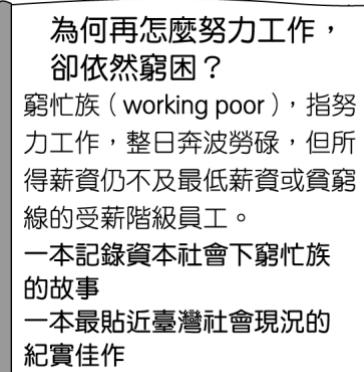 為何再怎麼努力工作，
卻依然窮困？
窮忙族（working poor），指努
力工作，整日奔波勞碌，但所
得薪資仍不及最低薪資或貧窮
線的受薪階級員工。
一本記錄資本社會下窮忙族
的故事
一本最貼近臺灣社會現況的
紀實佳作